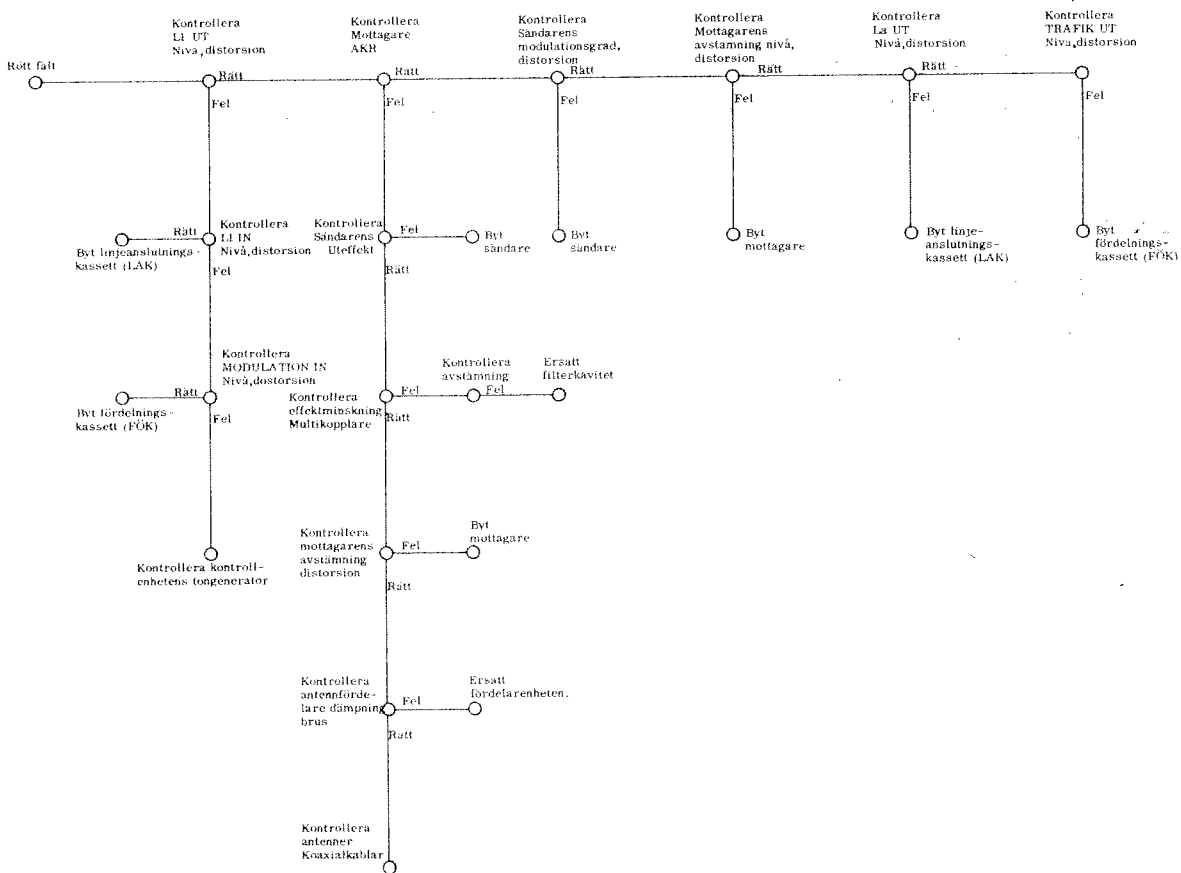 Kontrollera
LI UT
Nivå,distorsion
Kontrollera
Mottagare
AKR
Kontrollera
Sändarens
modulationsgrad,
distorsion
Kontrollera
Mottagarens
avstämning nivå,
distorsion
Kontrollera
La UT
Nivå,distorsion
Kontrollera
TRAFIK UT
Nivå,distorsion
Rött fält
Rätt
Rätt
Rätt
Rätt
Rätt
Fel
Fel
Fel
Fel
Fel
Fel
Rätt
Byt linjeanslutnings-
kassett (LAK)
Kontrollera
LI IN
Nivå,distorsion
Fel
Kontrollera
Sändarens
Uteffekt
Fel
Rätt
Byt
sändare
Byt
sändare
Byt
mottagare
Byt linje-
anslutnings-
kassett (LAK)
Byt
fördelnings-
kassett (FÖK)
Kontrollera
MODULATION IN
Nivå,dostorsion
Rätt
Byt fördelnings-
kassett (FÖK)
Fel
Kontrollera
effektminskning
Multikopplare
Fel
Rätt
Kontrollera
avstämning
Fel
Ersätt
filterkavitet
Kontrollera kontroll-
enhetens tongenerator
Kontrollera
mottagarens
avstämning
distorsion
Fel
Rätt
Byt
mottagare
Kontrollera
antennförde-
lare dämpning
brus
Fel
Rätt
Ersätt
fördelarenheten.
Kontrollera
antenner
Koaxialkablar